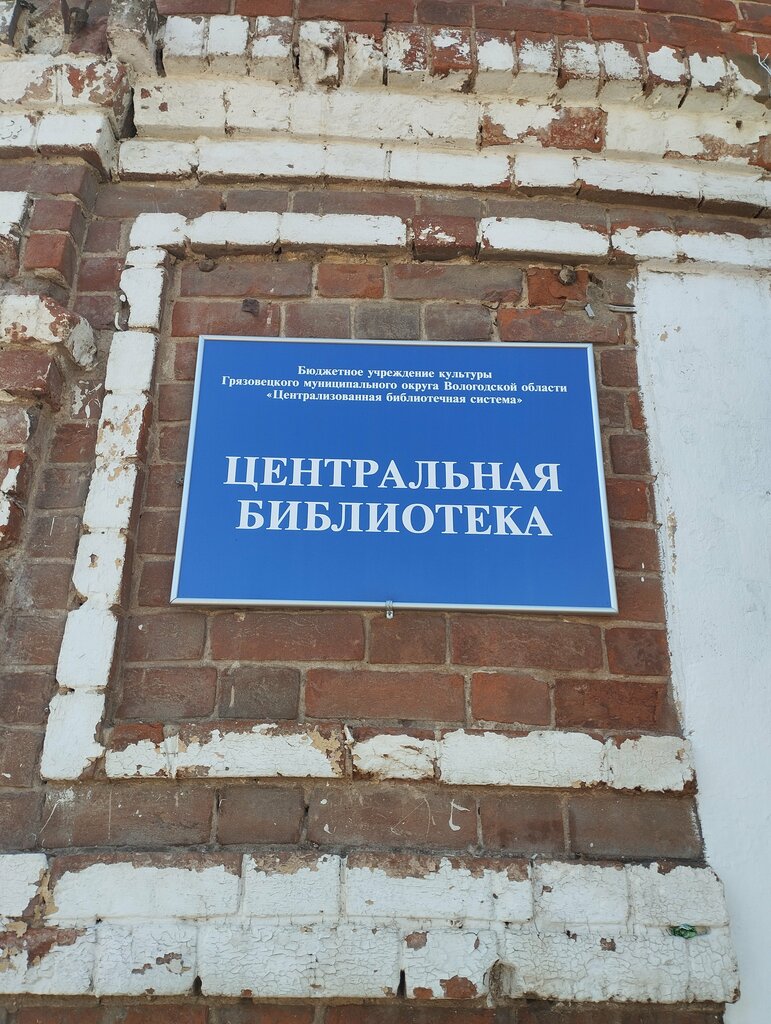 Бюджетное учреждение культуры
Грязовецкого муниципального округа Вологодской области
«Централизованная библиотечная система»
ЦЕНТРАЛЬНАЯ
БИБЛИОТЕКА